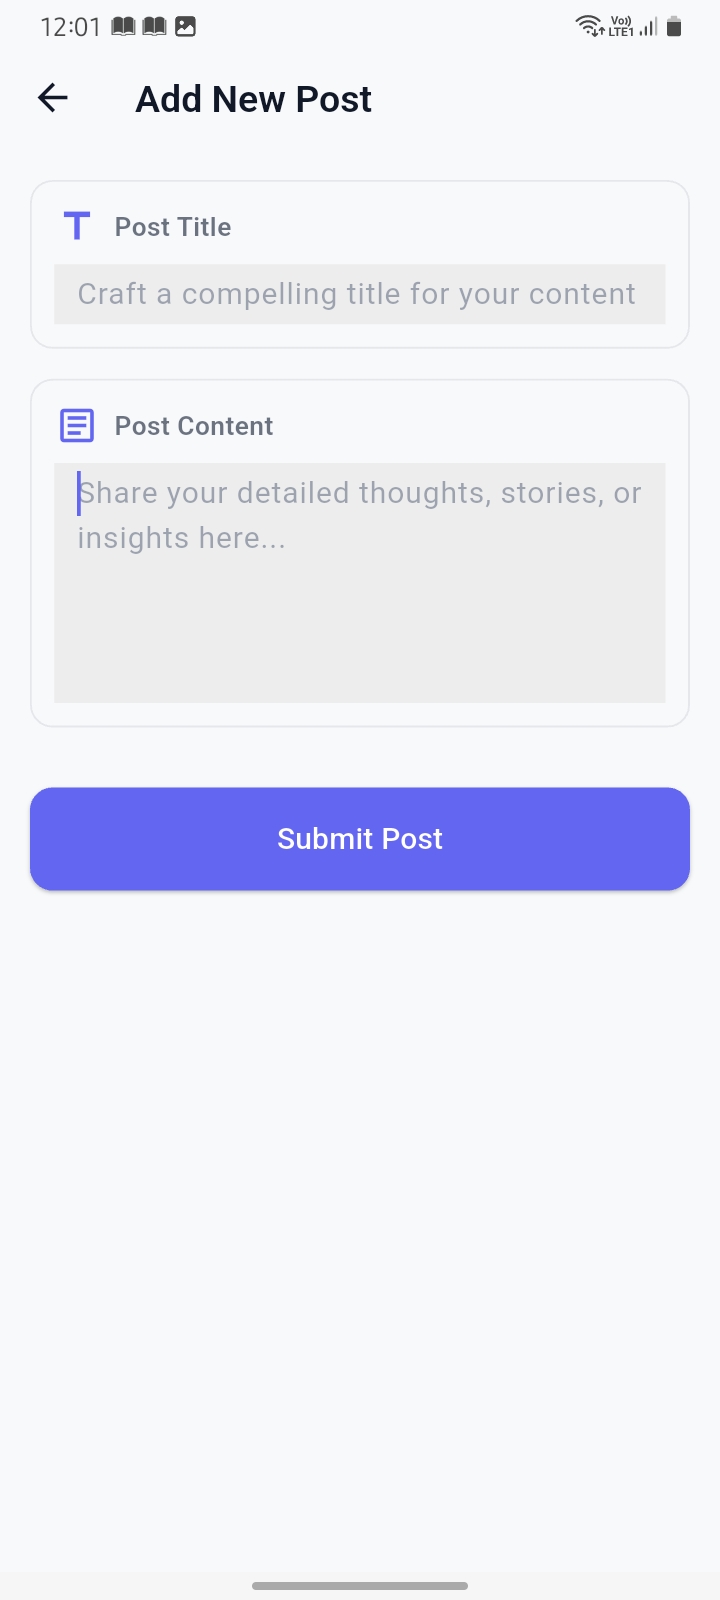 12:01
Vo)) LTE1
Add New Post
Post Title
Craft a compelling title for your content
Post Content
Share your detailed thoughts, stories, or
insights here...
Submit Post